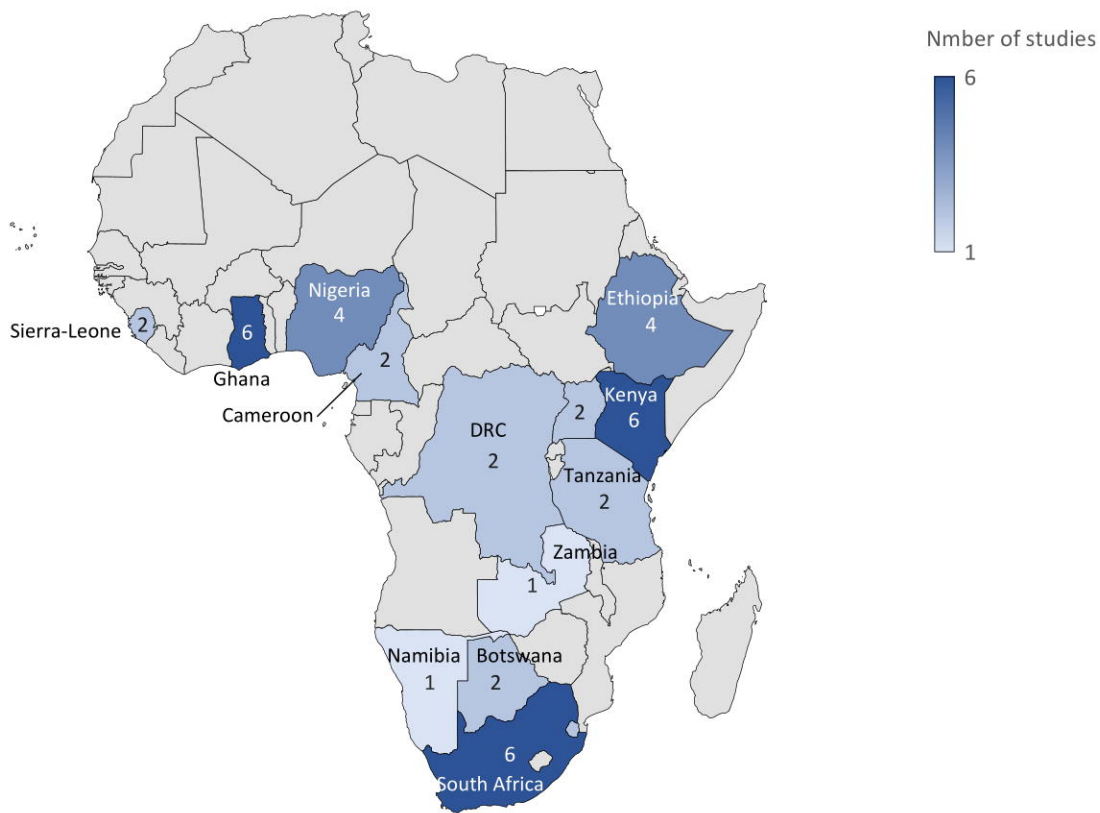 Nmber of studies
6
1
Nigeria
4
Ethiopia
4
Sierra-Leone
2
6
Ghana
2
Cameroon
Kenya
6
2
DRC
2
Tanzania
2
Zambia
1
Namibia
1
Botswana
2
6
South Africa